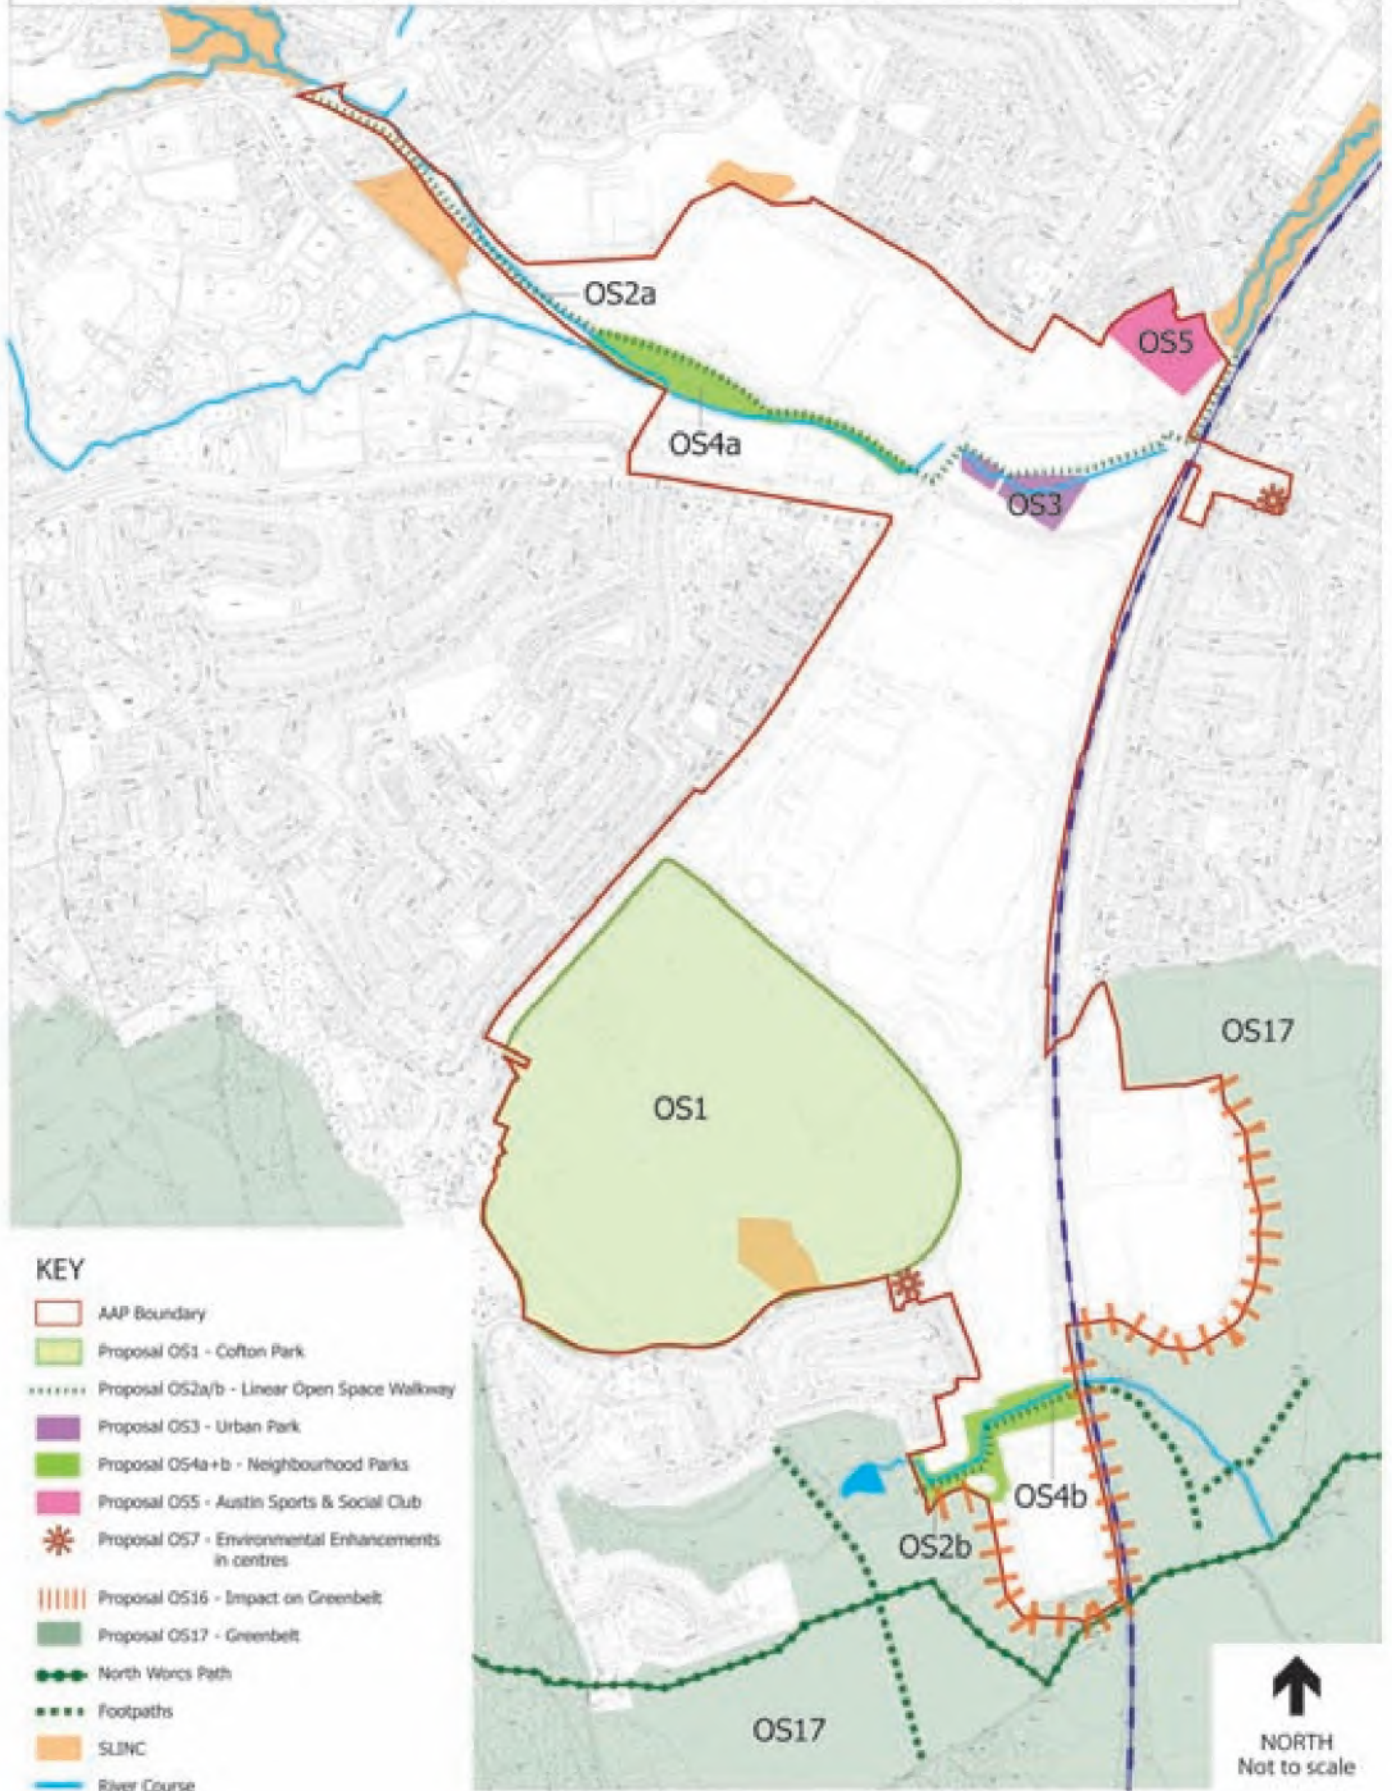 OS2a
OS5
OS4a
OS3
OS17
OS1
OS4b
OS2b
OS17
KEY
AAP Boundary
Proposal OS1 - Cofton Park
Proposal OS2a/b - Linear Open Space Walkway
Proposal OS3 - Urban Park
Proposal OS4a+b - Neighbourhood Parks
Proposal OS5 - Austin Sports & Social Club
Proposal OS7 - Environmental Enhancements
in centres
Proposal OS16 - Impact on Greenbelt
Proposal OS17 - Greenbelt
North Worcs Path
Footpaths
SLINC
River Course
NORTH
Not to scale